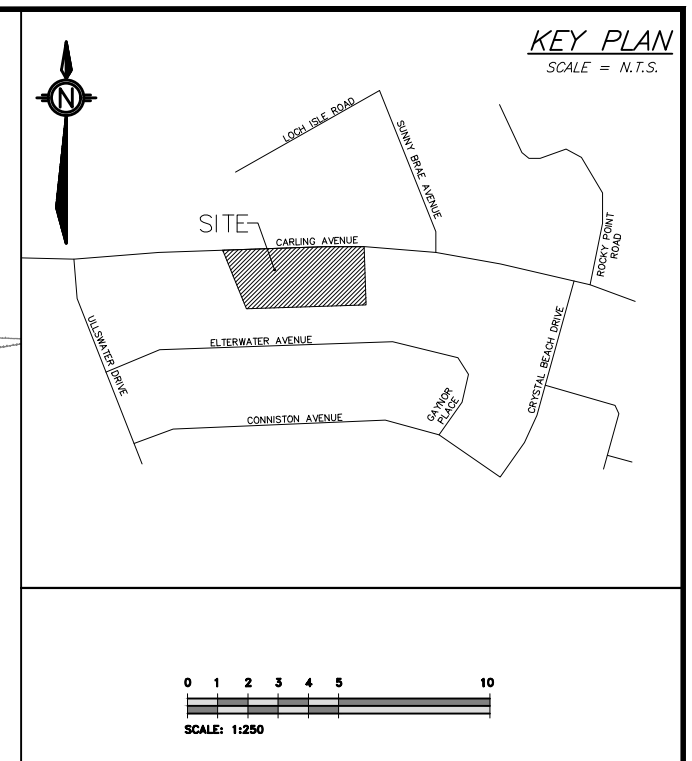 KEY PLAN
SCALE = N.T.S.
N
LOCH ISLE ROAD
SUNNY BRAE AVENUE
ROCKY POINT
ROAD
SITE
CARLING AVENUE
ULLSWATER DRIVE
ELTERWATER AVENUE
CRYSTAL BEACH DRIVE
GAYNOR
PLACE
CONNISTON AVENUE
0 1 2 3 4 5 10
SCALE: 1:250